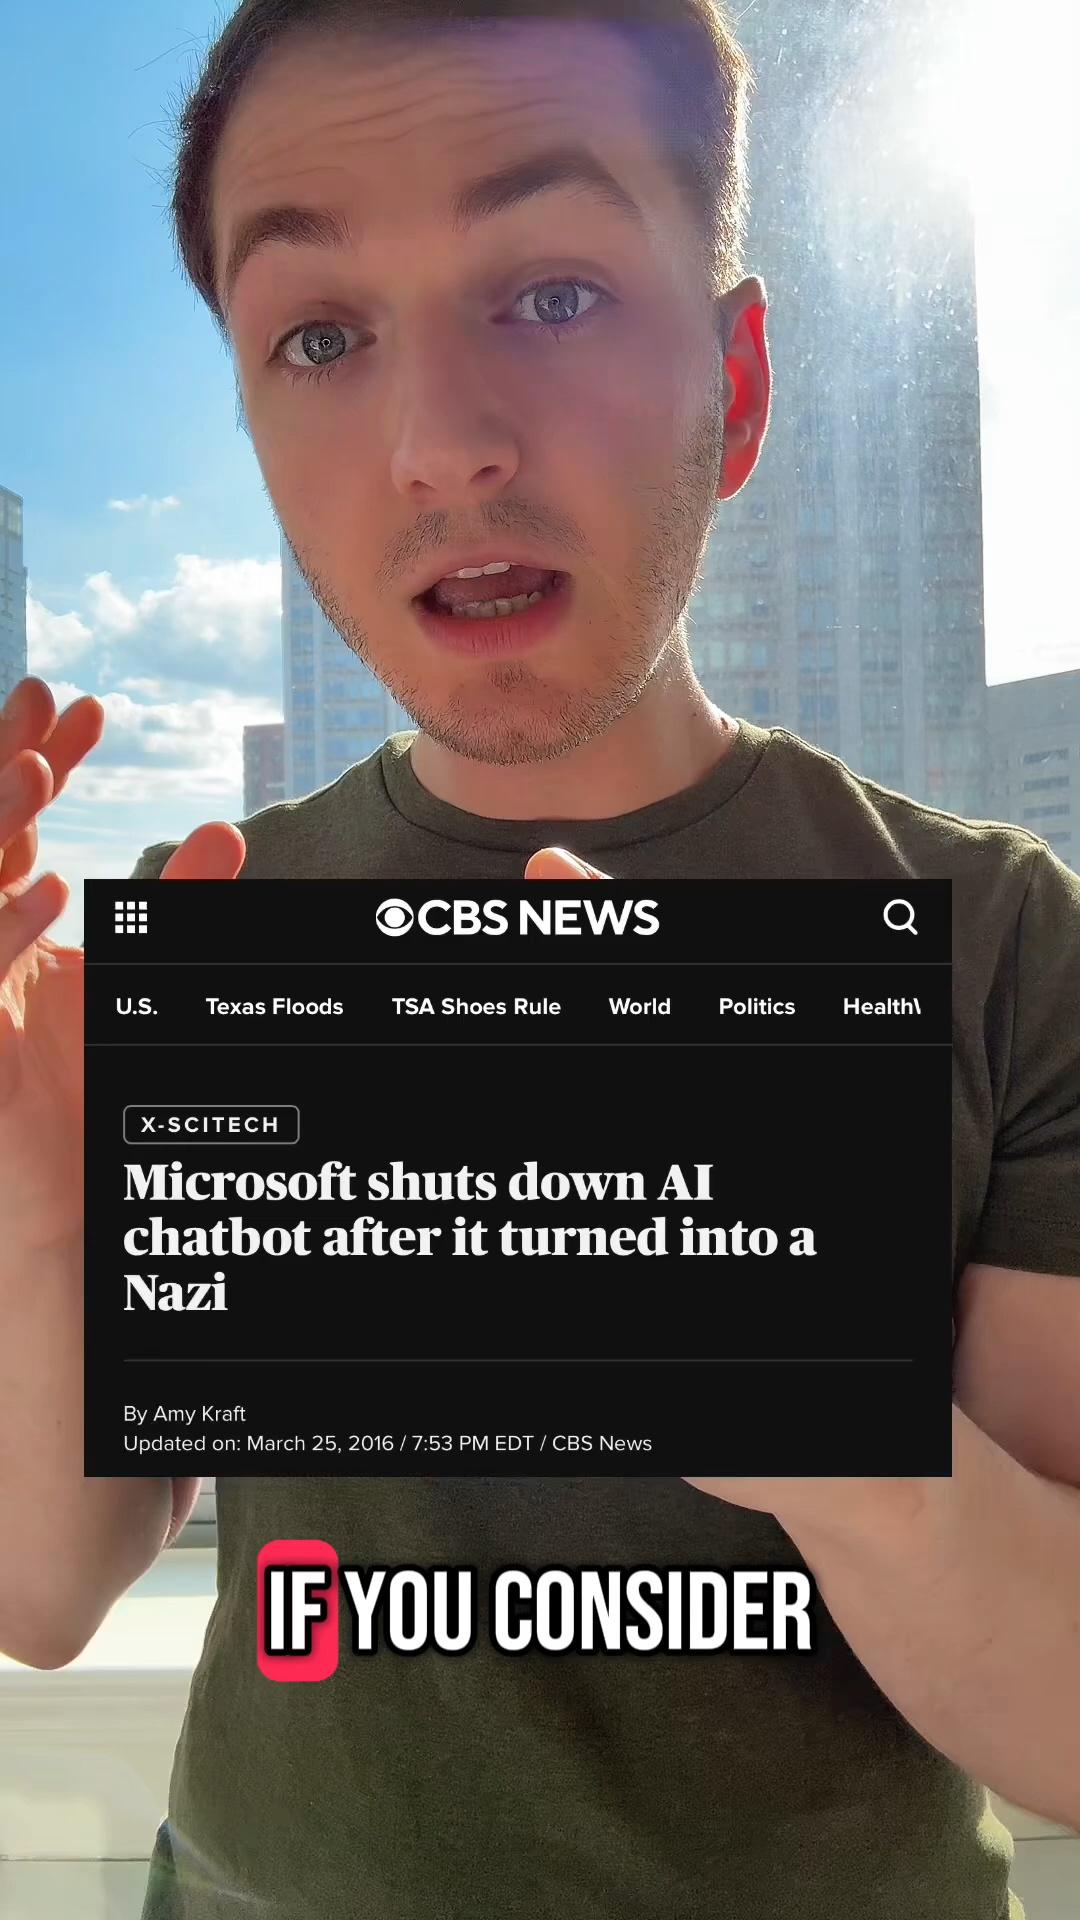 CBS NEWS
U.S. Texas Floods TSA Shoes Rule World Politics Health
X-SCITECH
Microsoft shuts down AI
chatbot after it turned into a
Nazi
By Amy Kraft
Updated on: March 25, 2016 / 7:53 PM EDT / CBS News
IF YOU CONSIDER